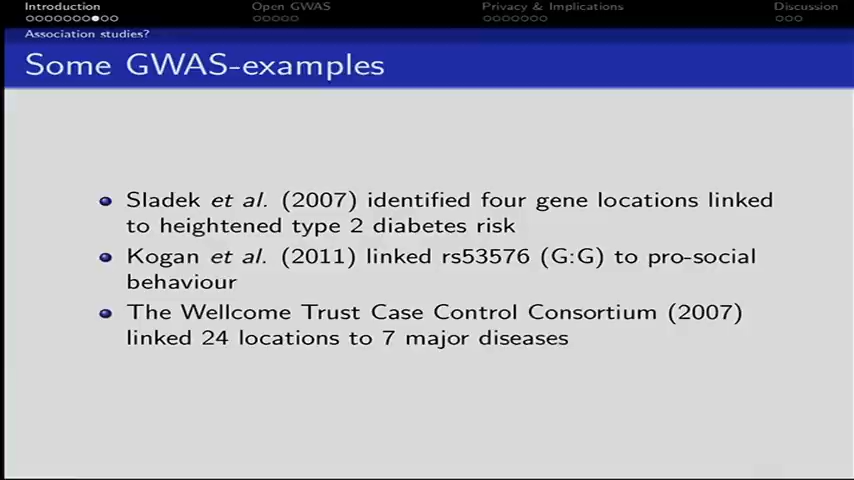 Introduction Open GWAS Privacy & Implications Discussion
Association studies?
Some GWAS-examples
Sladek et al. (2007) identified four gene locations linked
to heightened type 2 diabetes risk
Kogan et al. (2011) linked rs53576 (G:G) to pro-social
behaviour
The Wellcome Trust Case Control Consortium (2007)
linked 24 locations to 7 major diseases